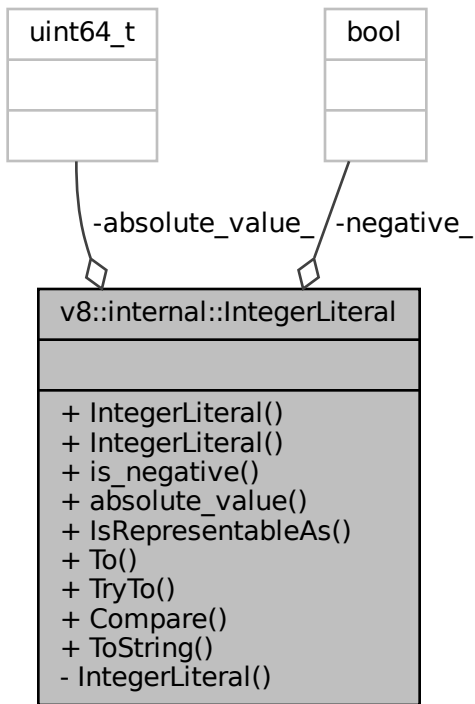 uint64_t
bool
-absolute_value_
-negative_
v8::internal::IntegerLiteral
+ IntegerLiteral()
+ IntegerLiteral()
+ is_negative()
+ absolute_value()
+ IsRepresentableAs()
+ To()
+ TryTo()
+ Compare()
+ ToString()
- IntegerLiteral()